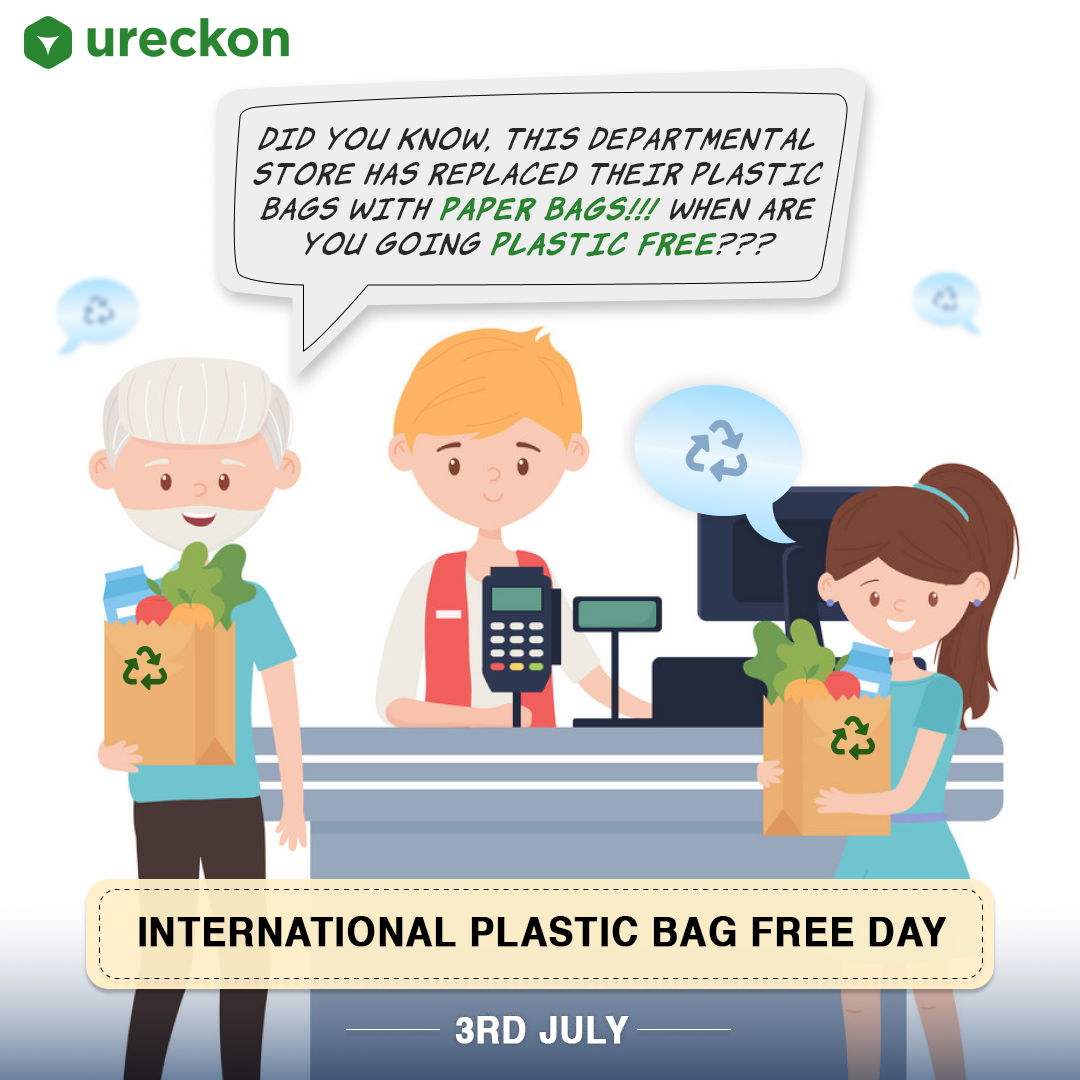 ureckon
DID YOU KNOW, THIS DEPARTMENTAL
STORE HAS REPLACED THEIR PLASTIC
BAGS WITH PAPER BAGS!!! WHEN ARE
YOU GOING PLASTIC FREE???
INTERNATIONAL PLASTIC BAG FREE DAY
3RD JULY